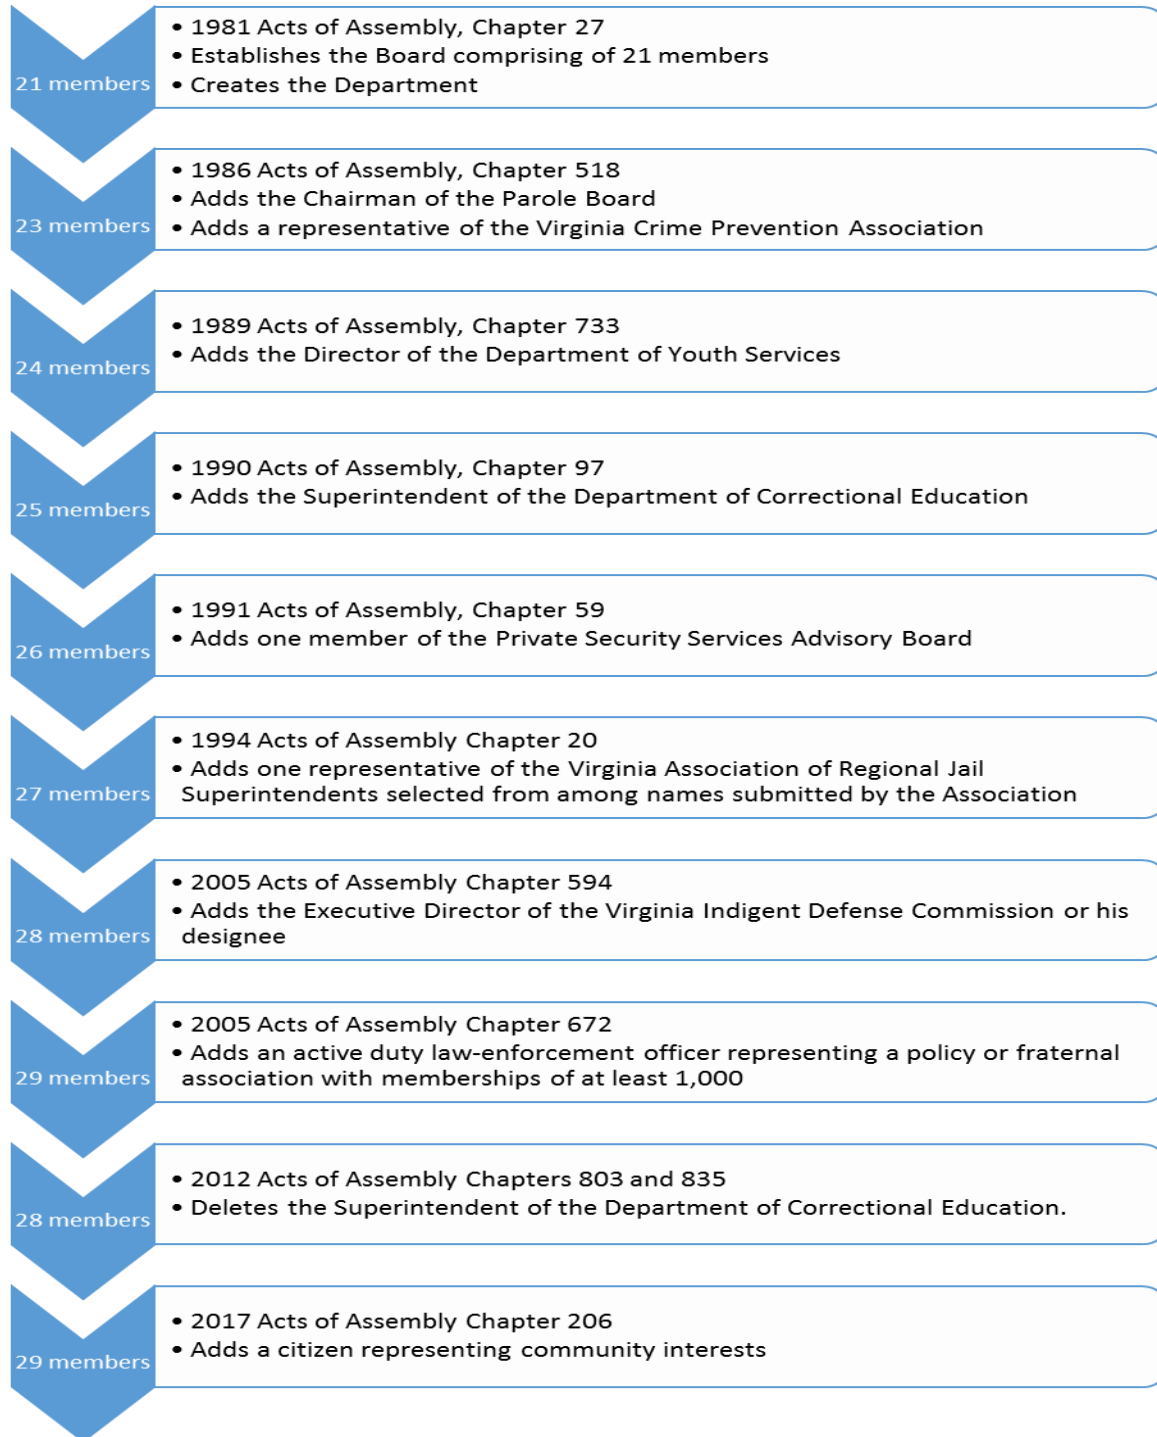 21 members
• 1981 Acts of Assembly, Chapter 27
• Establishes the Board comprising of 21 members
• Creates the Department
23 members
• 1986 Acts of Assembly, Chapter 518
• Adds the Chairman of the Parole Board
• Adds a representative of the Virginia Crime Prevention Association
24 members
• 1989 Acts of Assembly, Chapter 733
• Adds the Director of the Department of Youth Services
25 members
• 1990 Acts of Assembly, Chapter 97
• Adds the Superintendent of the Department of Correctional Education
26 members
• 1991 Acts of Assembly, Chapter 59
• Adds one member of the Private Security Services Advisory Board
27 members
• 1994 Acts of Assembly Chapter 20
• Adds one representative of the Virginia Association of Regional Jail
Superintendents selected from among names submitted by the Association
28 members
• 2005 Acts of Assembly Chapter 594
• Adds the Executive Director of the Virginia Indigent Defense Commission or his
designee
29 members
• 2005 Acts of Assembly Chapter 672
• Adds an active duty law-enforcement officer representing a policy or fraternal
association with memberships of at least 1,000
28 members
• 2012 Acts of Assembly Chapters 803 and 835
• Deletes the Superintendent of the Department of Correctional Education.
29 members
• 2017 Acts of Assembly Chapter 206
• Adds a citizen representing community interests